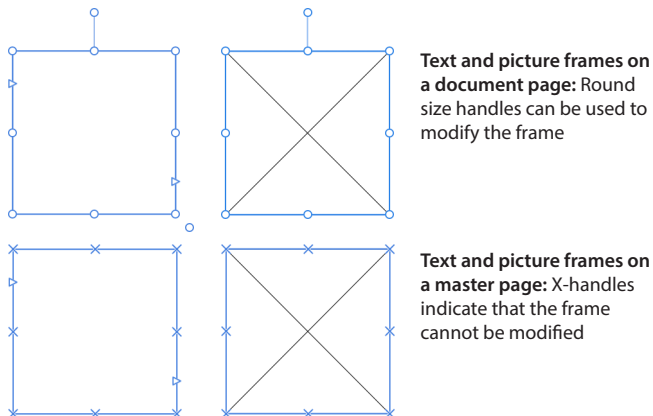 Text and picture frames on
a document page: Round
size handles can be used to
modify the frame
Text and picture frames on
a master page: X-handles
indicate that the frame
cannot be modified